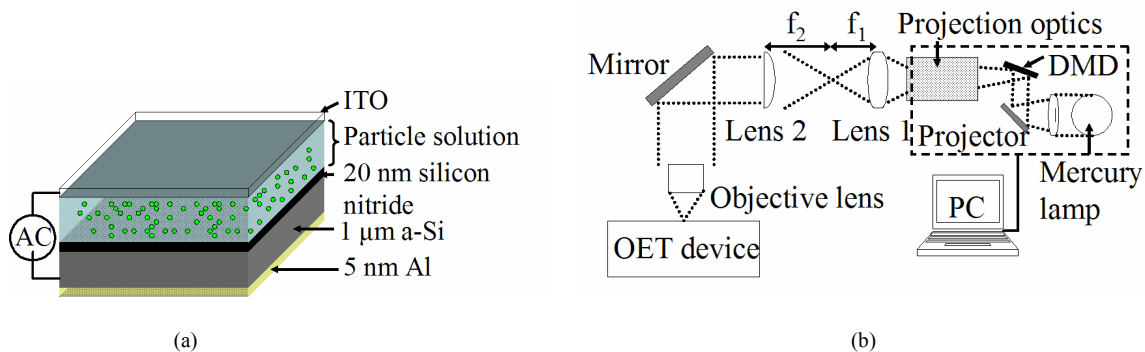 ITO
Particle solution
20 nm silicon
nitride
1 µm a-Si
5 nm Al
AC
(a)
f2
f1
Projection optics
Mirror
DMD
Lens 2
Lens 1
Projector
Mercury
lamp
Objective lens
PC
OET device
(b)